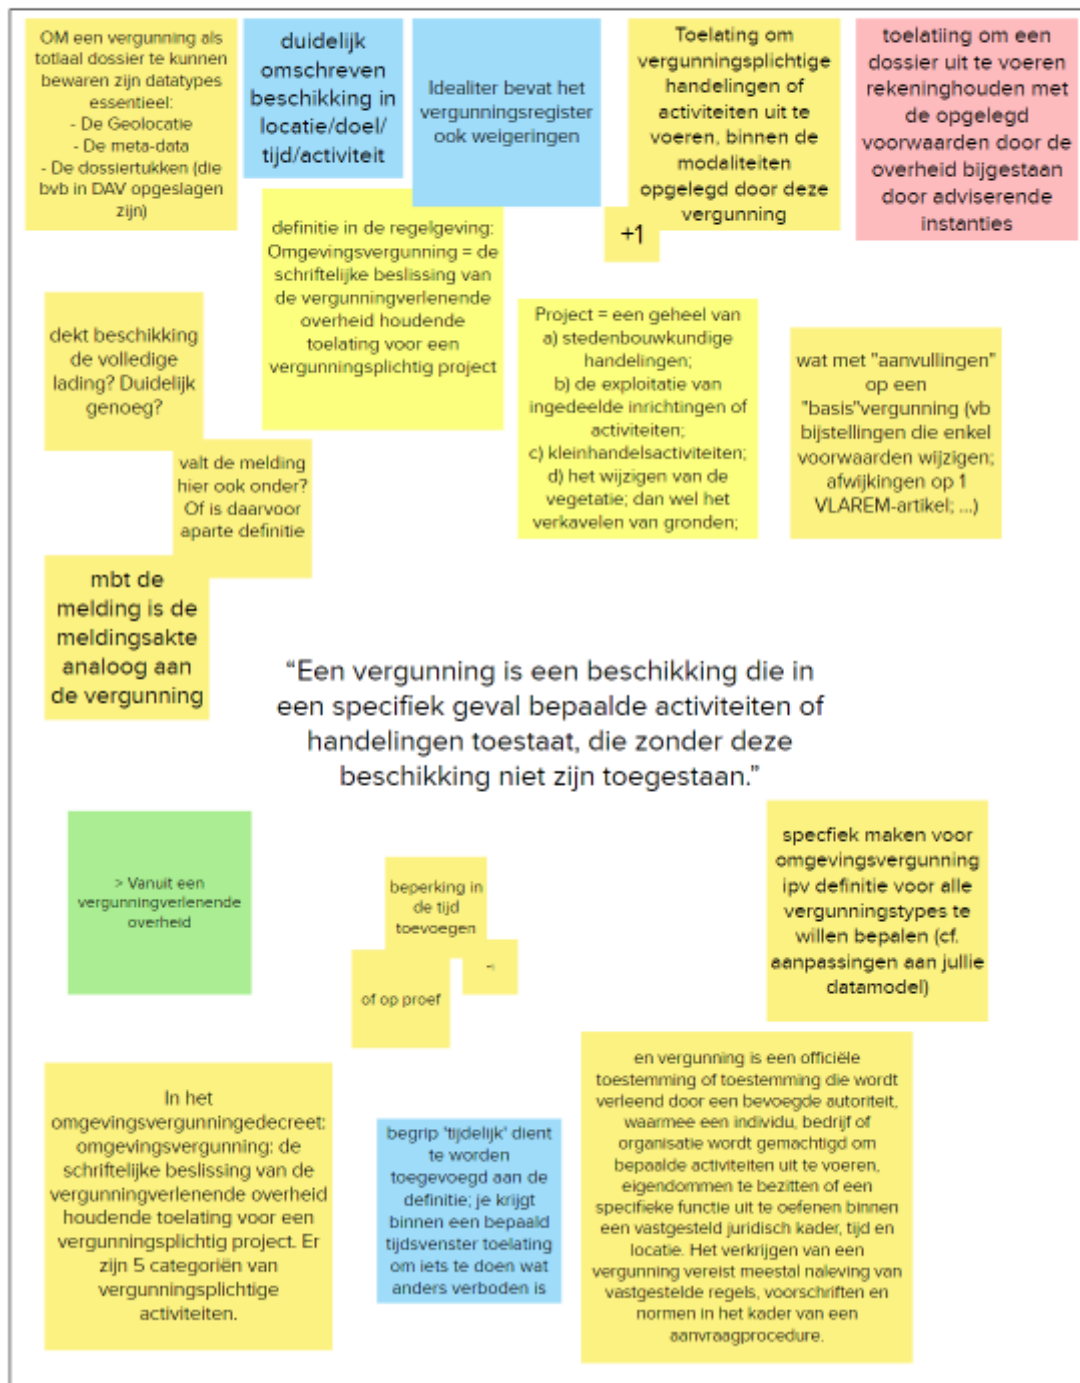 OM een vergunning als
totlaal dossier te kunnen
bewaren zijn datatypes
essentieel:
- De Geolocatie
- De meta-data
- De dossiertukken (die
bvb in DAV opgeslagen
zijn)
duidelijk
omschreven
beschikking in
locatie/doel/
tijd/activiteit
Idealiter bevat het
vergunningsregister
ook weigeringen
Toelating om
vergunningsplichtige
handelingen of
activiteiten uit te
voeren, binnen de
modaliteiten
opgelegd door deze
vergunning
+1
toelatiing om een
dossier uit te voeren
rekeninghouden met
de opgelegd
voorwaarden door de
overheid bijgestaan
door adviserende
instanties
definitie in de regelgeving:
Omgevingsvergunning = de
schriftelijke beslissing van
de vergunningverlenende
overheid houdende
toelating voor een
vergunningsplichtig project
dekt beschikking
de volledige
lading? Duidelijk
genoeg?
Project = een geheel van
a) stedenbouwkundige
handelingen;
b) de exploitatie van
ingedeelde inrichtingen of
activiteiten;
c) kleinhandelsactiviteiten;
d) het wijzigen van de
vegetatie; dan wel het
verkavelen van gronden;
wat met "aanvullingen"
op een
"basis"vergunning (vb
bijstellingen die enkel
voorwaarden wijzigen;
afwijkingen op 1
VLAREM-artikel; ...)
valt de melding
hier ook onder?
Of is daarvoor
aparte definitie
mbt de
melding is de
meldingsakte
analoog aan
de vergunning
“Een vergunning is een beschikking die in
een specifiek geval bepaalde activiteiten of
handelingen toestaat, die zonder deze
beschikking niet zijn toegestaan.”
> Vanuit een
vergunningverlenende
overheid
beperking in
de tijd
toevoegen
of op proef
specfiek maken voor
omgevingsvergunning
ipv definitie voor alle
vergunningstypes te
willen bepalen (cf.
aanpassingen aan jullie
datamodel)
In het
omgevingsvergunningedecreet:
omgevingsvergunning: de
schriftelijke beslissing van de
vergunningverlenende overheid
houdende toelating voor een
vergunningsplichtig project. Er
zijn 5 categoriën van
vergunningsplichtige
activiteiten.
begrip 'tijdelijk' dient
te worden
toegevoegd aan de
definitie; je krijgt
binnen een bepaald
tijdsvenster toelating
om iets te doen wat
anders verboden is
en vergunning is een officiële
toestemming of toestemming die wordt
verleend door een bevoegde autoriteit,
waarmee een individu, bedrijf of
organisatie wordt gemachtigd om
bepaalde activiteiten uit te voeren,
eigendommen te bezitten of een
specifieke functie uit te oefenen binnen
een vastgesteld juridisch kader, tijd en
locatie. Het verkrijgen van een
vergunning vereist meestal naleving van
vastgestelde regels, voorschriften en
normen in het kader van een
aanvraagprocedure.